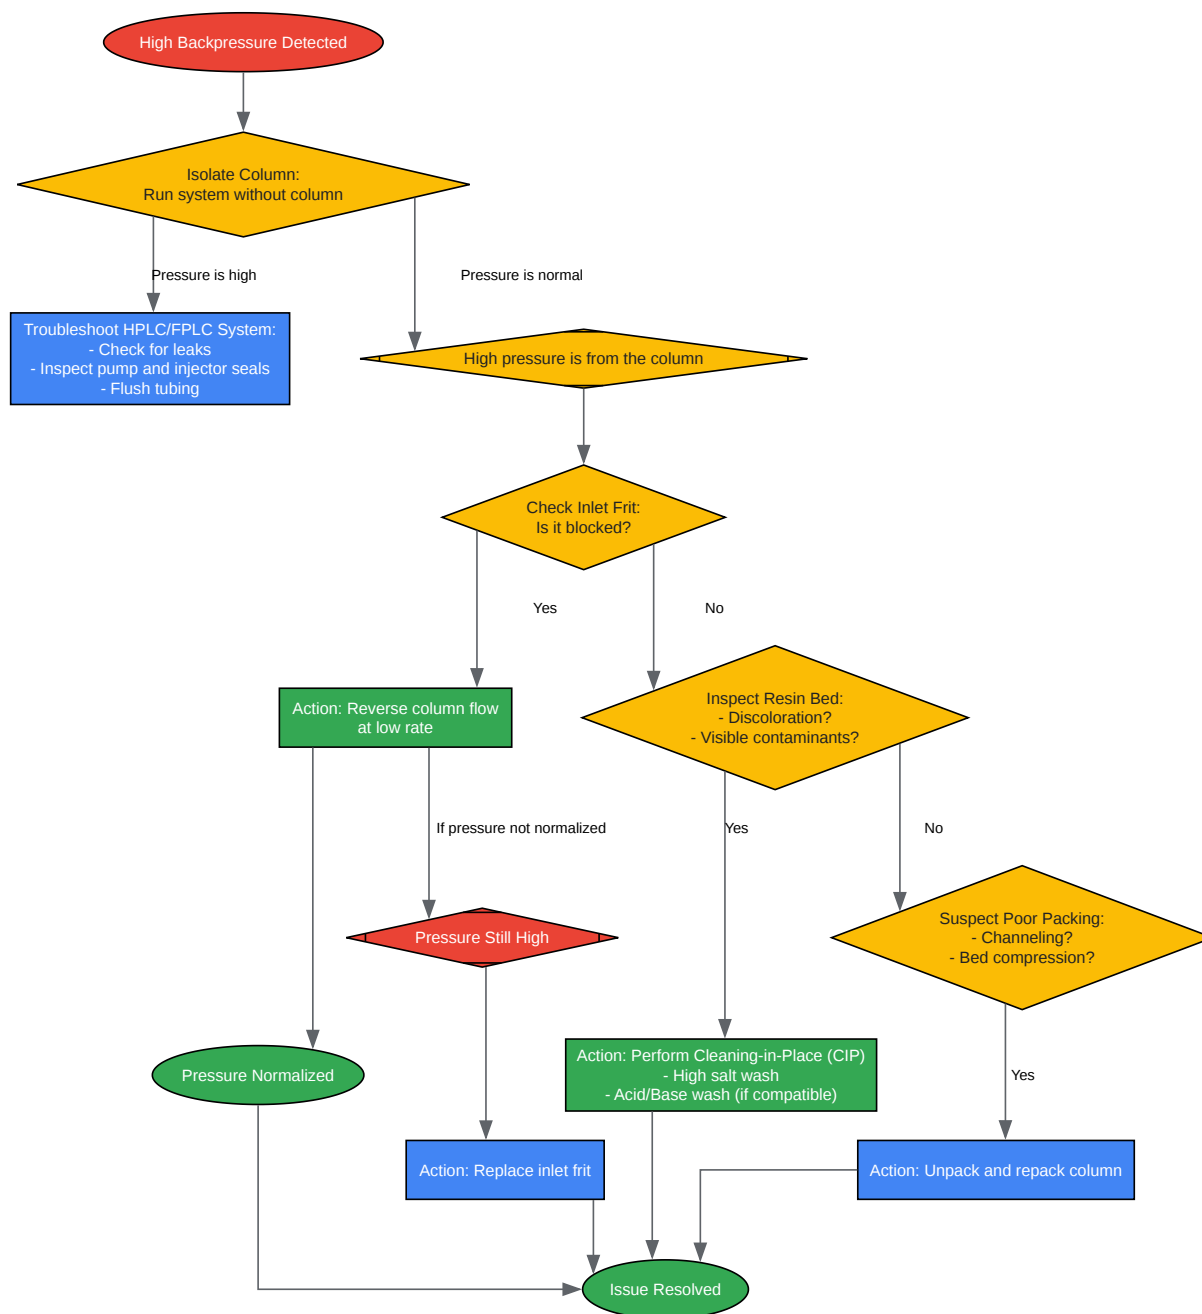 High Backpressure Detected
Isolate Column:
Run system without column
Pressure is high
Pressure is normal
Troubleshoot HPLC/FPLC System:
- Check for leaks
- Inspect pump and injector seals
- Flush tubing
High pressure is from the column
Check Inlet Frit:
Is it blocked?
Yes
No
Action: Reverse column flow
at low rate
Inspect Resin Bed:
- Discoloration?
- Visible contaminants?
If pressure not normalized
Yes
No
Pressure Still High
Suspect Poor Packing:
- Channeling?
- Bed compression?
Pressure Normalized
Action: Perform Cleaning-in-Place (CIP)
- High salt wash
- Acid/Base wash (if compatible)
Yes
Action: Replace inlet frit
Action: Unpack and repack column
Issue Resolved